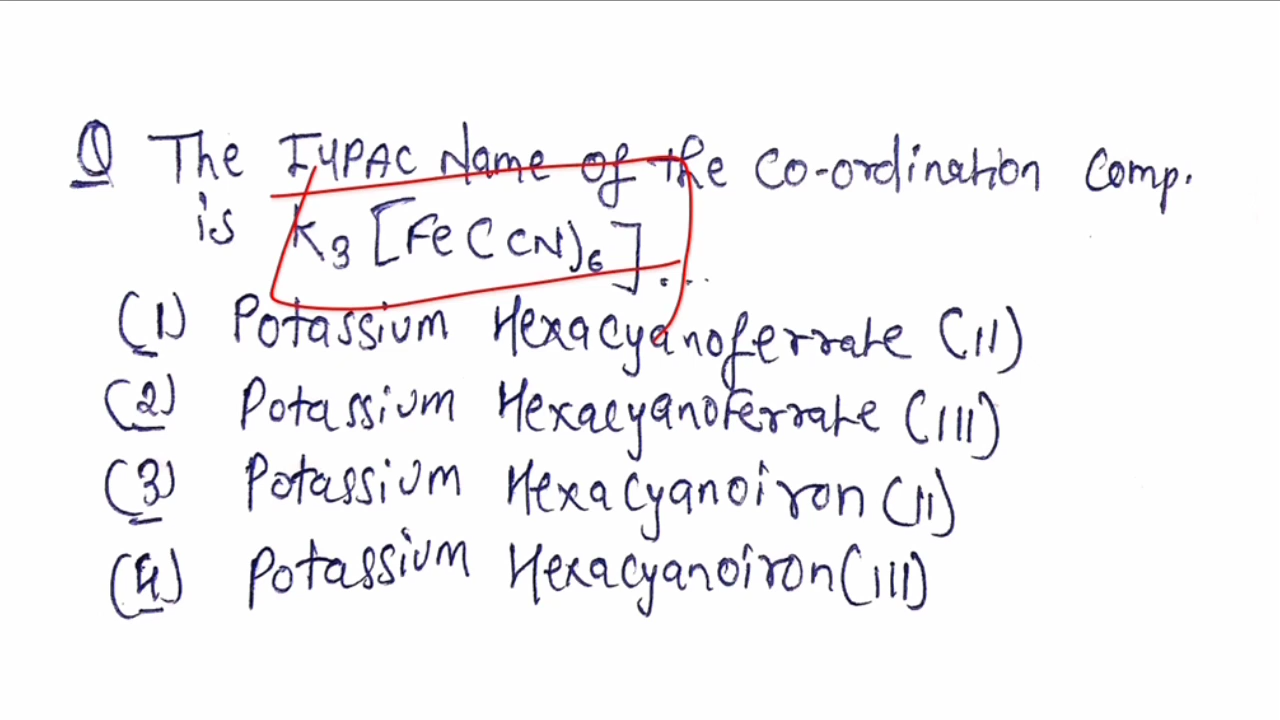 Q The IUPAC Name of the Co-ordination Comp.
is K₃ [Fe(CN)₆]...
(1) Potassium Hexacyanoferrate (II)
(2) Potassium Hexacyanoferrate (III)
(3) Potassium Hexacyanoiron (II)
(4) Potassium Hexacyanoiron (III)